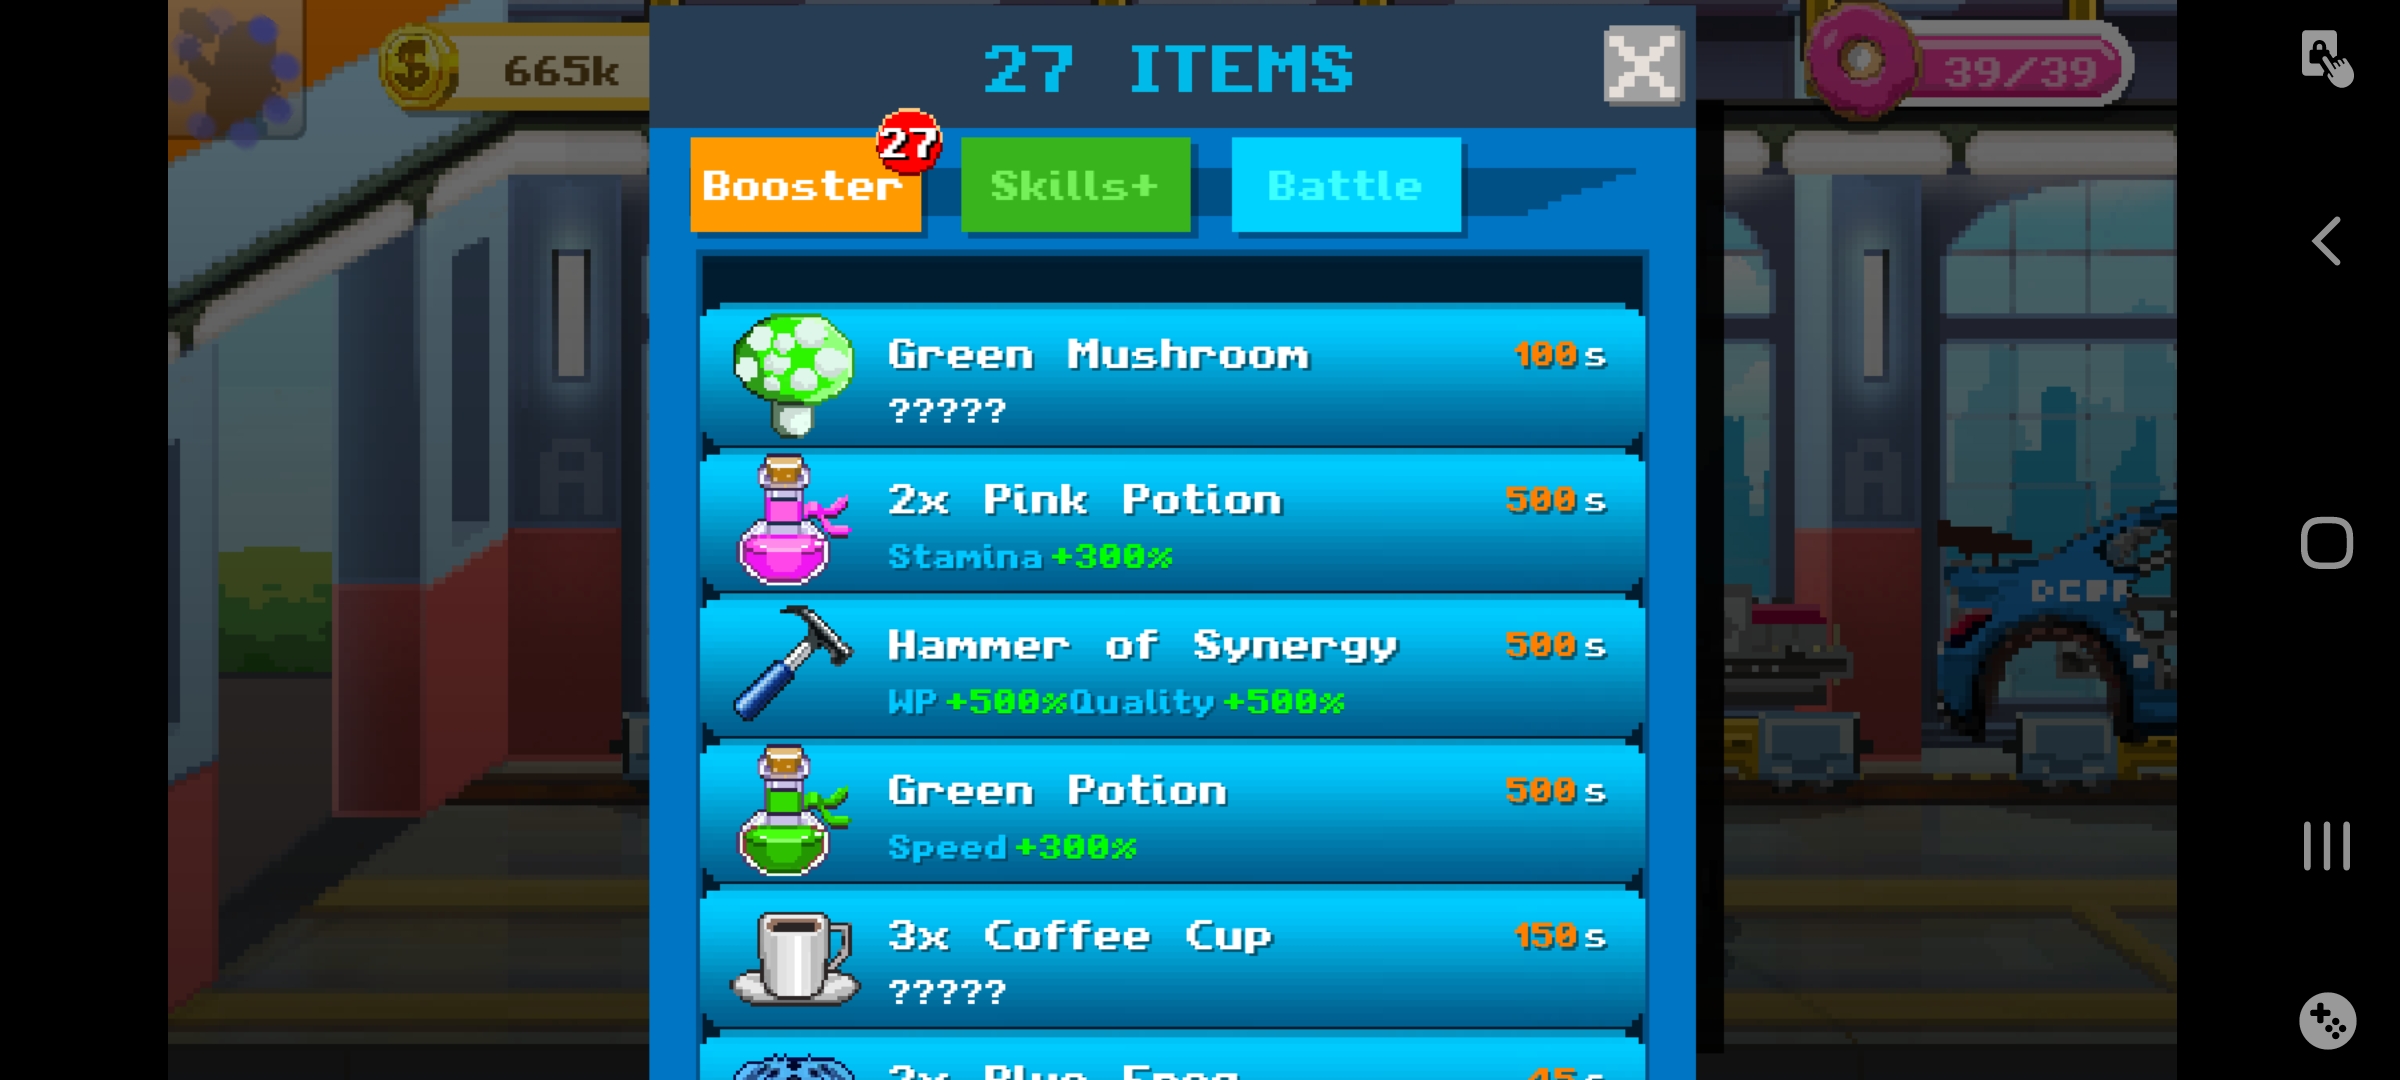 665k
27 ITEMS
39/39
27
Booster
Skills+
Battle
Green Mushroom 100s
?????
2x Pink Potion 500s
Stamina +300%
Hammer of Synergy 500s
WP +500%Quality +500%
Green Potion 500s
Speed +300%
3x Coffee Cup 150s
?????
A
A